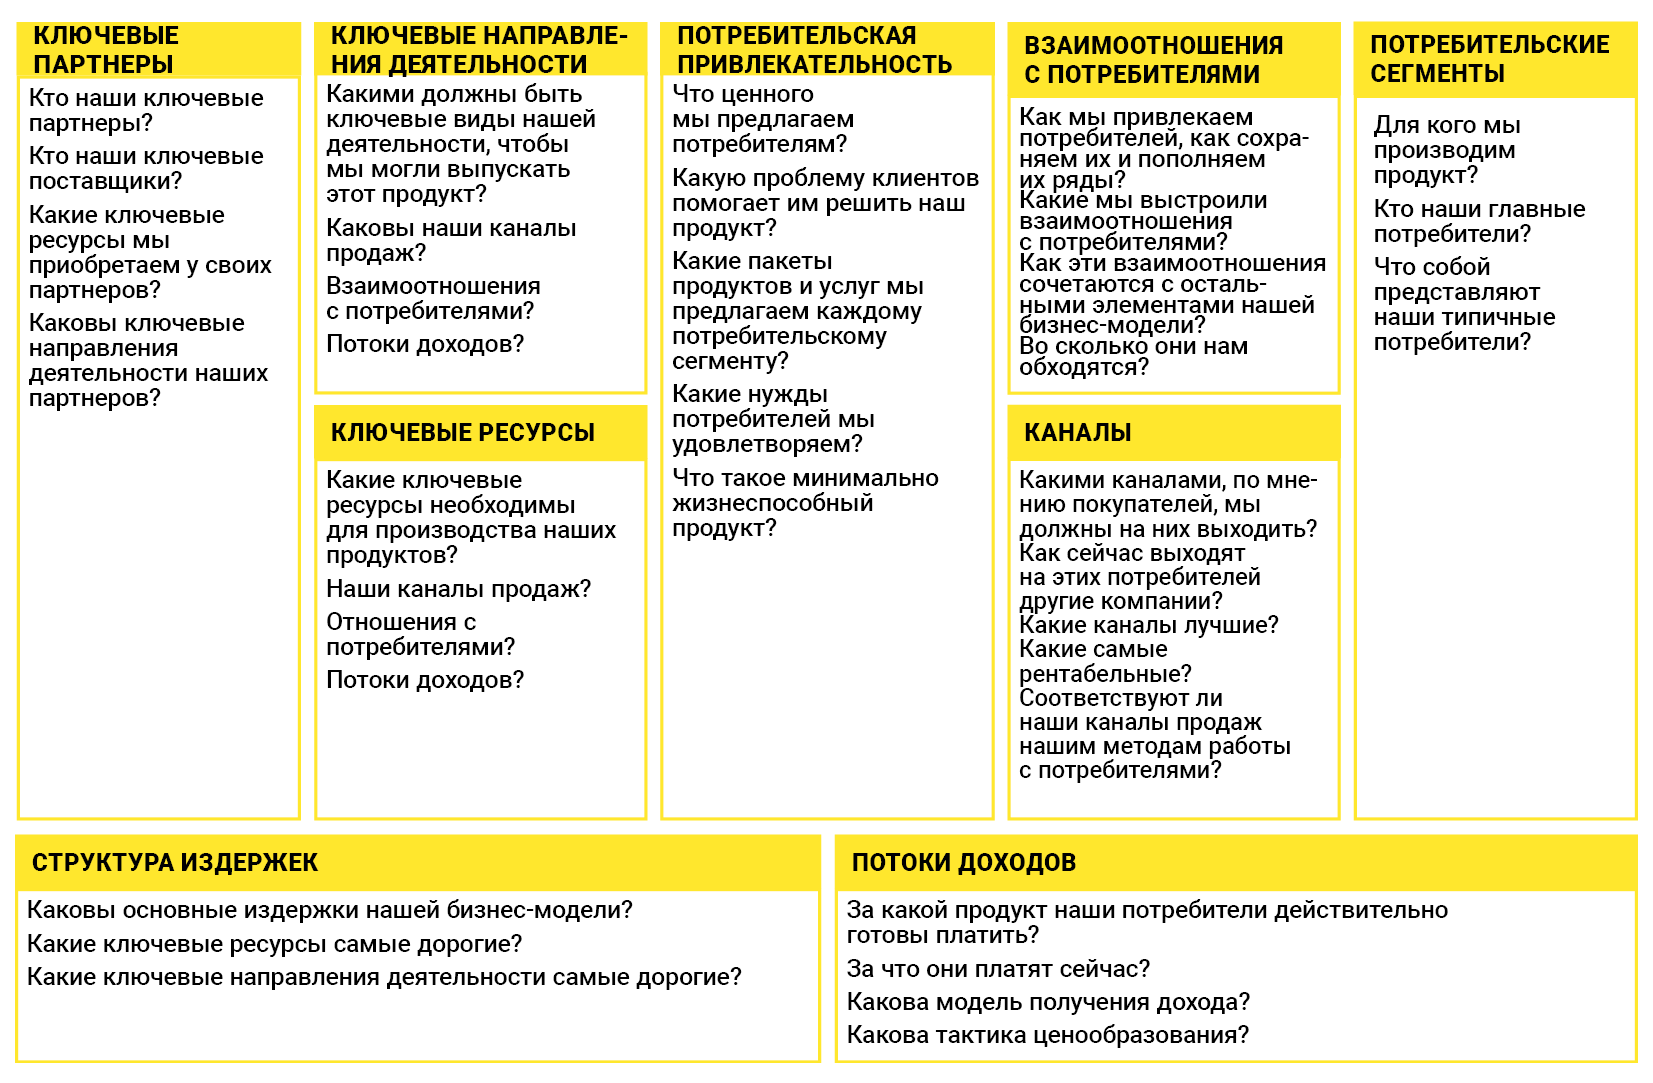 КЛЮЧЕВЫЕ
ПАРТНЕРЫ
Кто наши ключевые
партнеры?
Кто наши ключевые
поставщики?
Какие ключевые
ресурсы мы
приобретаем у своих
партнеров?
Каковы ключевые
направления
деятельности наших
партнеров?
КЛЮЧЕВЫЕ НАПРАВЛЕ-
НИЯ ДЕЯТЕЛЬНОСТИ
Какими должны быть
ключевые виды нашей
деятельности, чтобы
мы могли выпускать
этот продукт?
Каковы наши каналы
продаж?
Взаимоотношения
с потребителями?
Потоки доходов?
КЛЮЧЕВЫЕ РЕСУРСЫ
Какие ключевые
ресурсы необходимы
для производства наших
продуктов?
Наши каналы продаж?
Отношения с
потребителями?
Потоки доходов?
ПОТРЕБИТЕЛЬСКАЯ
ПРИВЛЕКАТЕЛЬНОСТЬ
Что ценного
мы предлагаем
потребителям?
Какую проблему клиентов
помогает им решить наш
продукт?
Какие пакеты
продуктов и услуг мы
предлагаем каждому
потребительскому
сегменту?
Какие нужды
потребителей мы
удовлетворяем?
Что такое минимально
жизнеспособный
продукт?
ВЗАИМООТНОШЕНИЯ
С ПОТРЕБИТЕЛЯМИ
Как мы привлекаем
потребителей, как сохра-
няем их и пополняем
их ряды?
Какие мы выстроили
взаимоотношения
с потребителями?
Как эти взаимоотношения
сочетаются с осталь-
ными элементами нашей
бизнес-модели?
Во сколько они нам
обходятся?
КАНАЛЫ
Какими каналами, по мне-
нию покупателей, мы
должны на них выходить?
Как сейчас выходят
на этих потребителей
другие компании?
Какие каналы лучшие?
Какие самые
рентабельные?
Соответствуют ли
наши каналы продаж
нашим методам работы
с потребителями?
ПОТРЕБИТЕЛЬСКИЕ
СЕГМЕНТЫ
Для кого мы
производим
продукт?
Кто наши главные
потребители?
Что собой
представляют
наши типичные
потребители?
СТРУКТУРА ИЗДЕРЖЕК
Каковы основные издержки нашей бизнес-модели?
Какие ключевые ресурсы самые дорогие?
Какие ключевые направления деятельности самые дорогие?
ПОТОКИ ДОХОДОВ
За какой продукт наши потребители действительно
готовы платить?
За что они платят сейчас?
Какова модель получения дохода?
Какова тактика ценообразования?